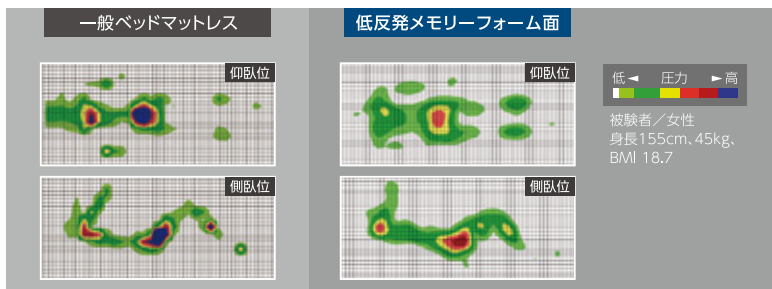 一般ベッドマットレス
低反発メモリーフォーム面
仰臥位
仰臥位
低◄ 圧力 ►高
被験者／女性
身長155cm、45kg、
BMI 18.7
側臥位
側臥位